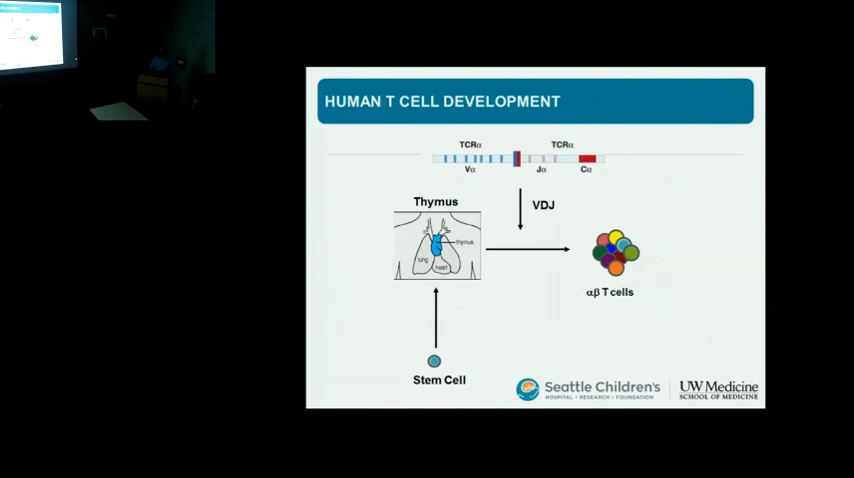 HUMAN T CELL DEVELOPMENT
TCRα TCRα
Vα Jα Cα
Thymus
VDJ
thymus
lung
heart
αβ T cells
Stem Cell
Seattle Children's
HOSPITAL • RESEARCH • FOUNDATION
UW Medicine
SCHOOL OF MEDICINE